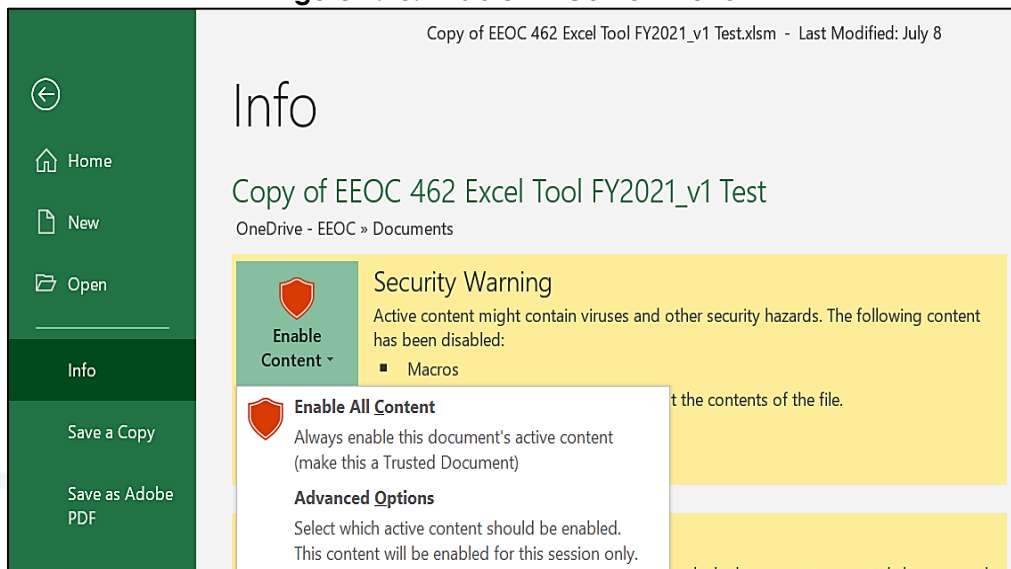 Copy of EEOC 462 Excel Tool FY2021_v1 Test.xlsm - Last Modified: July 8
Info
Home
New
Open
Info
Save a Copy
Save as Adobe
PDF
Copy of EEOC 462 Excel Tool FY2021_v1 Test
OneDrive - EEOC » Documents
Enable
Content
Security Warning
Active content might contain viruses and other security hazards. The following content
has been disabled:
▪ Macros
t the contents of the file.
Enable All Content
Always enable this document's active content
(make this a Trusted Document)
Advanced Options
Select which active content should be enabled.
This content will be enabled for this session only.